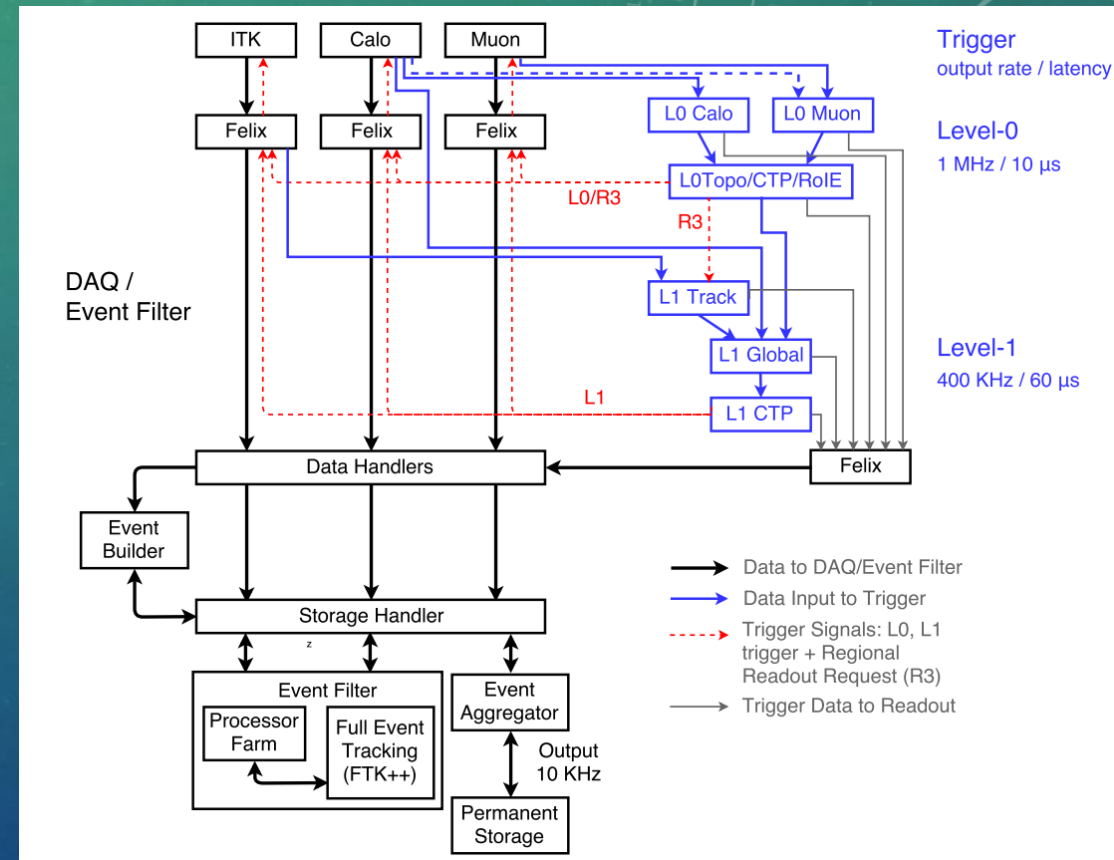 ITK
Calo
Muon
Trigger
output rate / latency
L0 Calo
L0 Muon
Felix
Felix
Felix
Level-0
1 MHz / 10 µs
L0Topo/CTP/RoIE
L0/R3
R3
DAQ /
Event Filter
L1 Track
L1 Global
Level-1
400 KHz / 60 µs
L1
L1 CTP
Data Handlers
Felix
Event
Builder
Storage Handler
z
Event Filter
Processor
Farm
Full Event
Tracking
(FTK++)
Event
Aggregator
Output
10 KHz
Permanent
Storage
Data to DAQ/Event Filter
Data Input to Trigger
Trigger Signals: L0, L1
trigger + Regional
Readout Request (R3)
Trigger Data to Readout